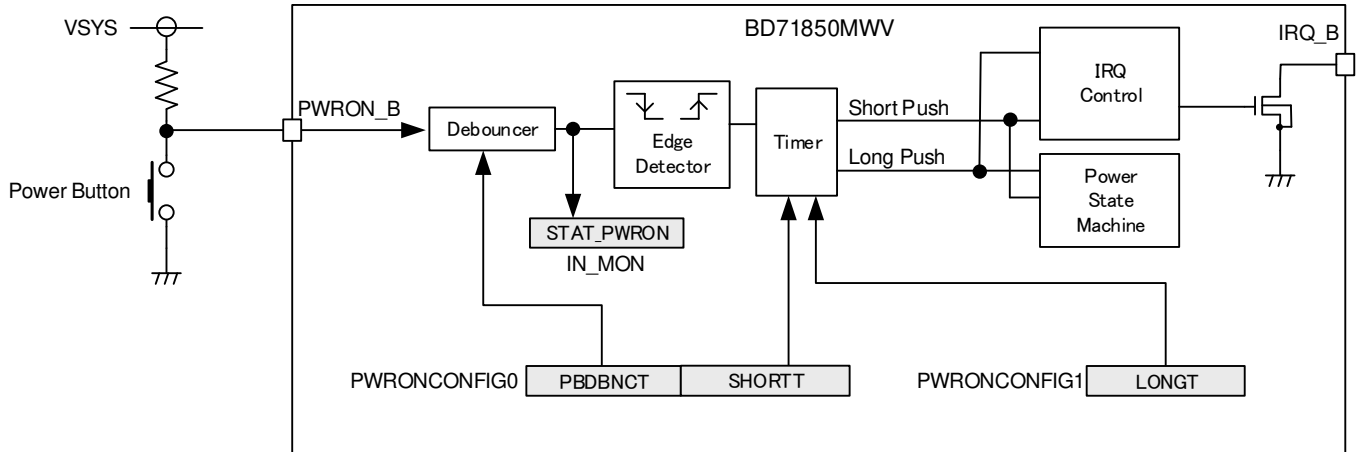 VSYS
BD71850MWV
IRQ_B
PWRON_B
Debouncer
Edge
Detector
Timer
Short Push
Long Push
IRQ
Control
Power
State
Machine
Power Button
STAT_PWRON
IN_MON
PWRONCONFIG0
PBDBNCT
SHORTT
PWRONCONFIG1
LONGT